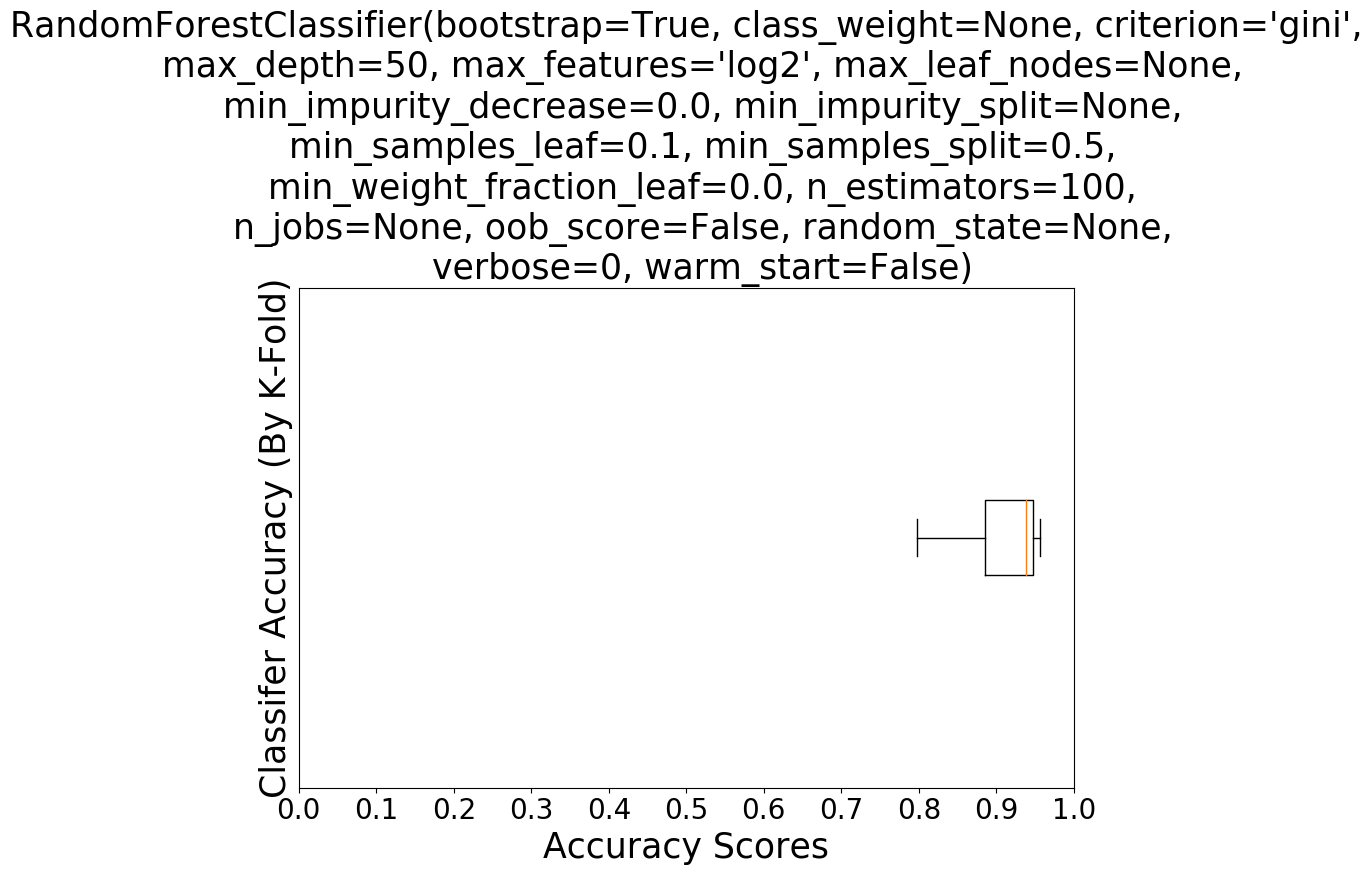 RandomForestClassifier(bootstrap=True, class_weight=None, criterion='gini',
max_depth=50, max_features='log2', max_leaf_nodes=None,
min_impurity_decrease=0.0, min_impurity_split=None,
min_samples_leaf=0.1, min_samples_split=0.5,
min_weight_fraction_leaf=0.0, n_estimators=100,
n_jobs=None, oob_score=False, random_state=None,
verbose=0, warm_start=False)
Classifer Accuracy (By K-Fold)
0.0 0.1 0.2 0.3 0.4 0.5 0.6 0.7 0.8 0.9 1.0
Accuracy Scores